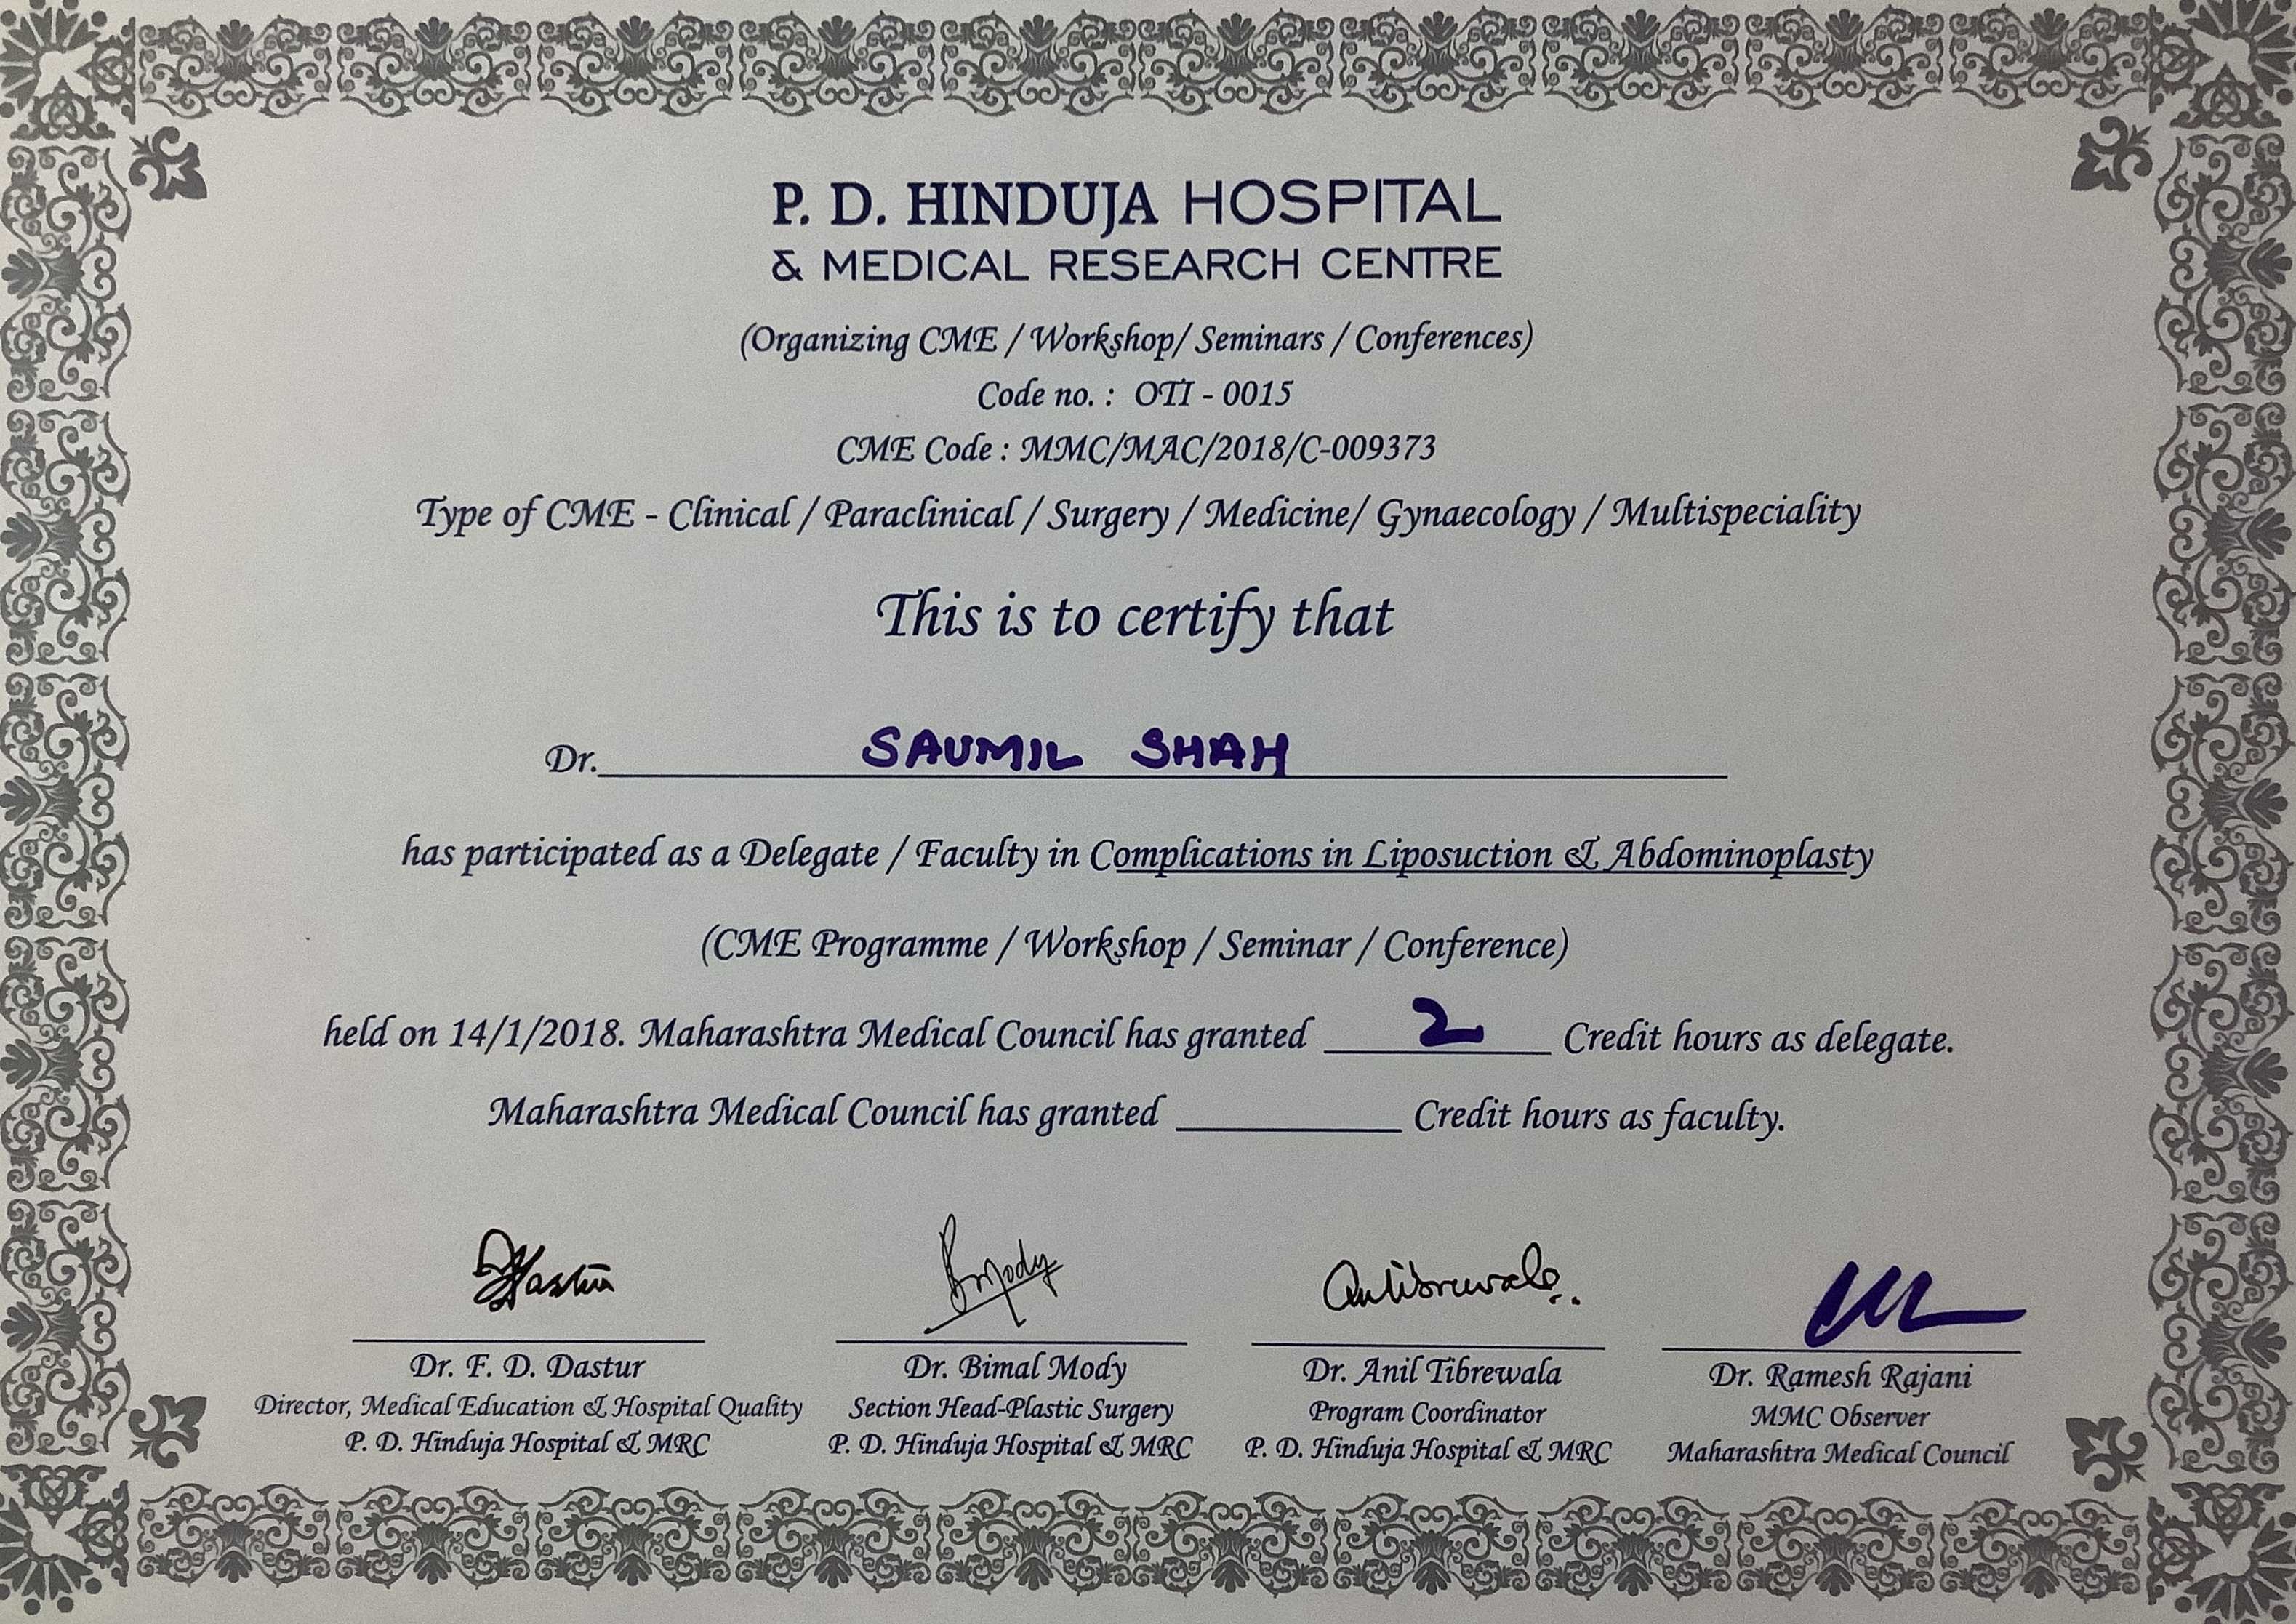 P. D. HINDUJA HOSPITAL
& MEDICAL RESEARCH CENTRE
(Organizing CME / Workshop/ Seminars / Conferences)
Code no. : OTI - 0015
CME Code : MMC/MAC/2018/C-009373
Type of CME - Clinical / Paraclinical / Surgery / Medicine/ Gynaecology / Multispeciality
This is to certify that
Dr. SAUMIL SHAH
has participated as a Delegate / Faculty in Complications in Liposuction & Abdominoplasty
(CME Programme / Workshop / Seminar / Conference)
held on 14/1/2018. Maharashtra Medical Council has granted 2 Credit hours as delegate.
Maharashtra Medical Council has granted ______ Credit hours as faculty.
Dr. F. D. Dastur
Director, Medical Education & Hospital Quality
P. D. Hinduja Hospital & MRC
Dr. Bimal Mody
Section Head-Plastic Surgery
P. D. Hinduja Hospital & MRC
Dr. Anil Tibrewala
Program Coordinator
P. D. Hinduja Hospital & MRC
Dr. Ramesh Rajani
MMC Observer
Maharashtra Medical Council